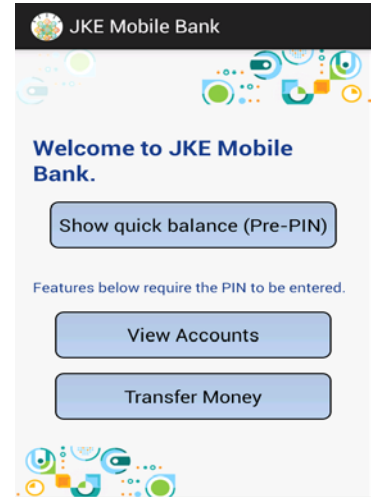 JKE Mobile Bank
Welcome to JKE Mobile
Bank.
Show quick balance (Pre-PIN)
Features below require the PIN to be entered.
View Accounts
Transfer Money